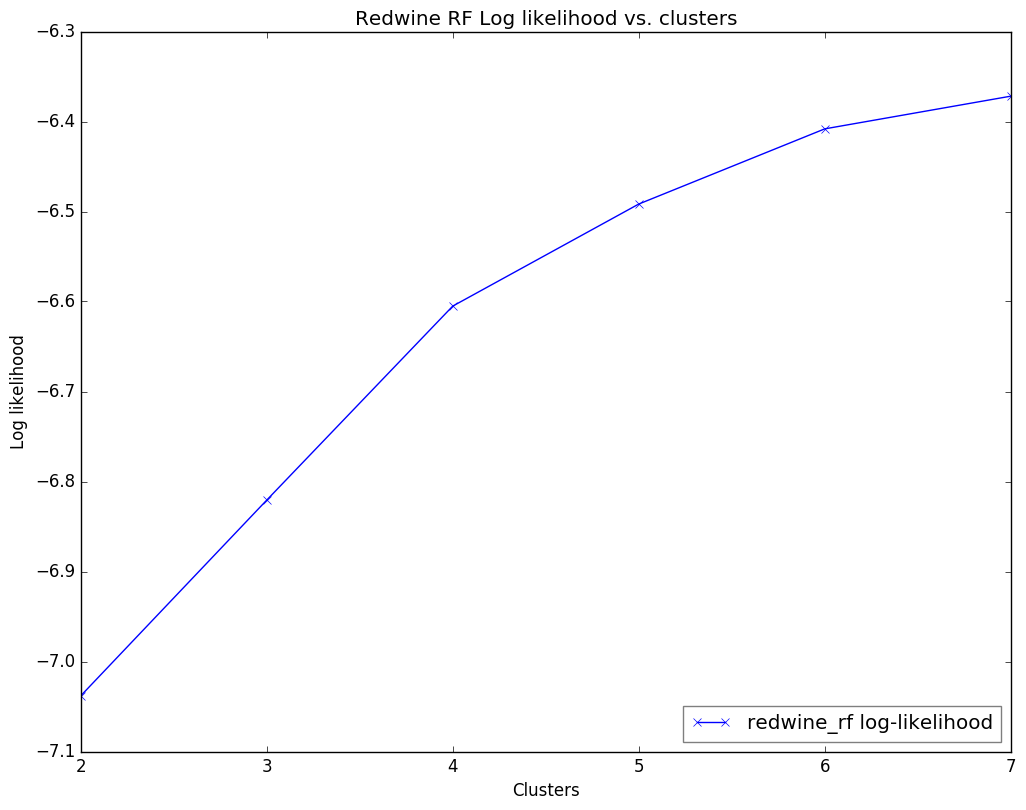 Redwine RF Log likelihood vs. clusters
−6.3
−6.4
−6.5
−6.6
−6.7
−6.8
−6.9
−7.0
−7.1
Log likelihood
redwine_rf log-likelihood
2 3 4 5 6 7
Clusters